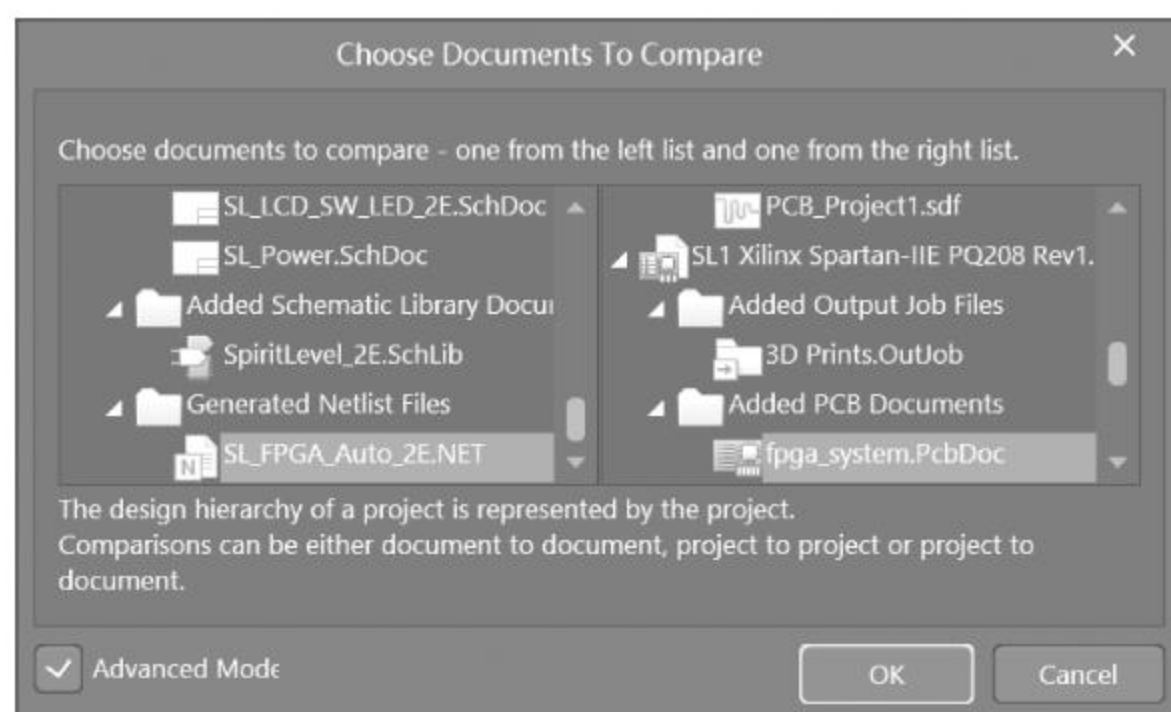 Choose Documents To Compare
Choose documents to compare - one from the left list and one from the right list.
SL_LCD_SW_LED_2E.SchDoc
SL_Power.SchDoc
Added Schematic Library Docu
SpiritLevel_2E.SchLib
Generated Netlist Files
N
SL_FPGA_Auto_2E.NET
PCB_Project1.sdf
SL1 Xilinx Spartan-IIE PQ208 Rev1.
Added Output Job Files
3D Prints.OutJob
Added PCB Documents
fpga_system.PcbDoc
The design hierarchy of a project is represented by the project.
Comparisons can be either document to document, project to project or project to
document.
Advanced Mode
OK
Cancel